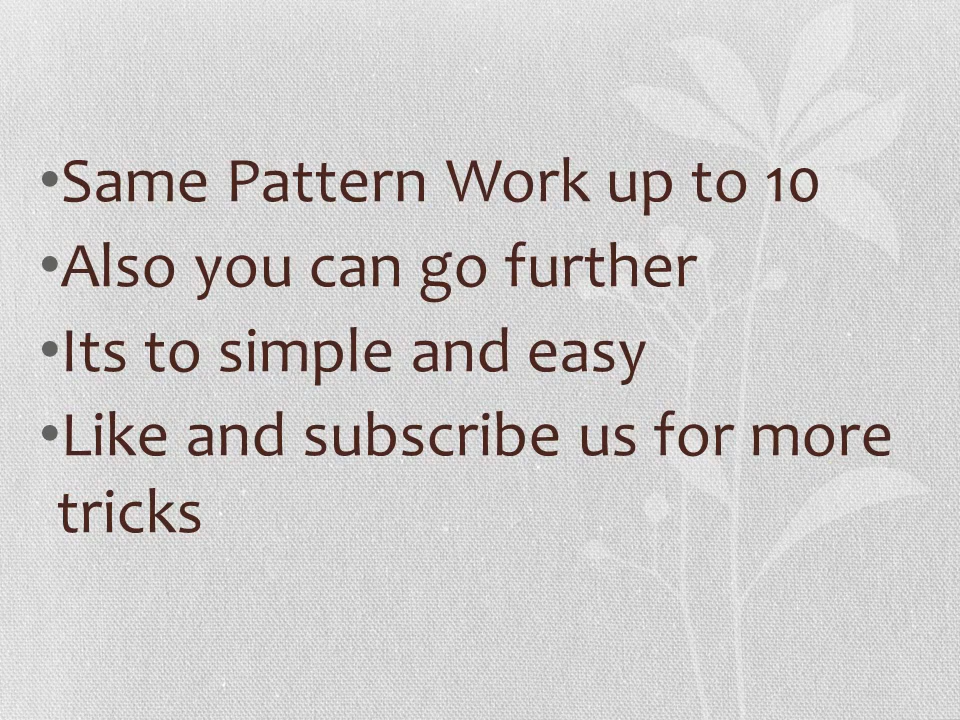 • Same Pattern Work up to 10
• Also you can go further
• Its to simple and easy
• Like and subscribe us for more
tricks